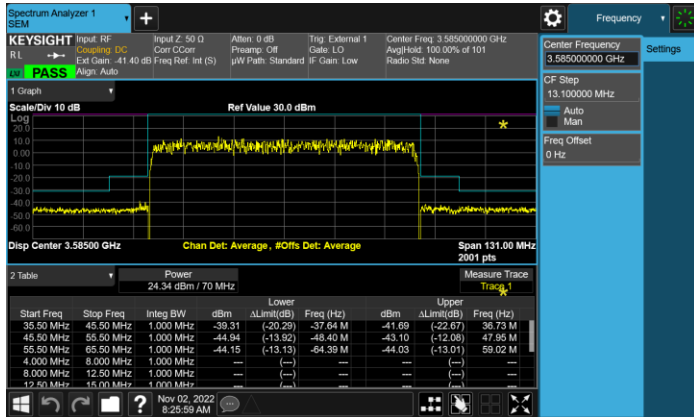 Spectrum Analyzer 1
SEM
Frequency
KEYSIGHT Input: RF Input Z: 50 Ω Atten: 0 dB Trig: External 1 Center Freq: 3.585000000 GHz
RL Coupling: DC Corr CCorr Preamp: Off Gate: LO Avg|Hold: 100.00% of 101
Ext Gain: -41.40 dB Freq Ref: Int (S) µW Path: Standard IF Gain: Low Radio Std: None
LXI PASS Align: Auto
Center Frequency
3.585000000 GHz
Settings
CF Step
13.100000 MHz
Auto
Man
Freq Offset
0 Hz
1 Graph
Scale/Div 10 dB Ref Value 30.0 dBm
Log
20.0
10.0
0.00
-10.0
-20.0
-30.0
-40.0
-50.0
-60.0
Disp Center 3.58500 GHz Chan Det: Average, #Offs Det: Average Span 131.00 MHz
2001 pts
2 Table Power Measure Trace
24.34 dBm / 70 MHz Trace 1
Lower Upper
Start Freq Stop Freq Integ BW dBm ΔLimit(dB) Freq (Hz) dBm ΔLimit(dB) Freq (Hz)
35.50 MHz 45.50 MHz 1.000 MHz -39.31 (-20.29) -37.64 M -41.69 (-22.67) 36.73 M
45.50 MHz 55.50 MHz 1.000 MHz -44.94 (-13.92) -48.40 M -43.10 (-12.08) 47.95 M
55.50 MHz 65.50 MHz 1.000 MHz -44.15 (-13.13) -64.39 M -44.03 (-13.01) 59.02 M
4.000 MHz 8.000 MHz 1.000 MHz --- (---) --- (---)
8.000 MHz 12.50 MHz 1.000 MHz --- (---) --- (---)
12.50 MHz 15.00 MHz 1.000 MHz --- (---) --- (---)
Nov 02, 2022
8:25:59 AM